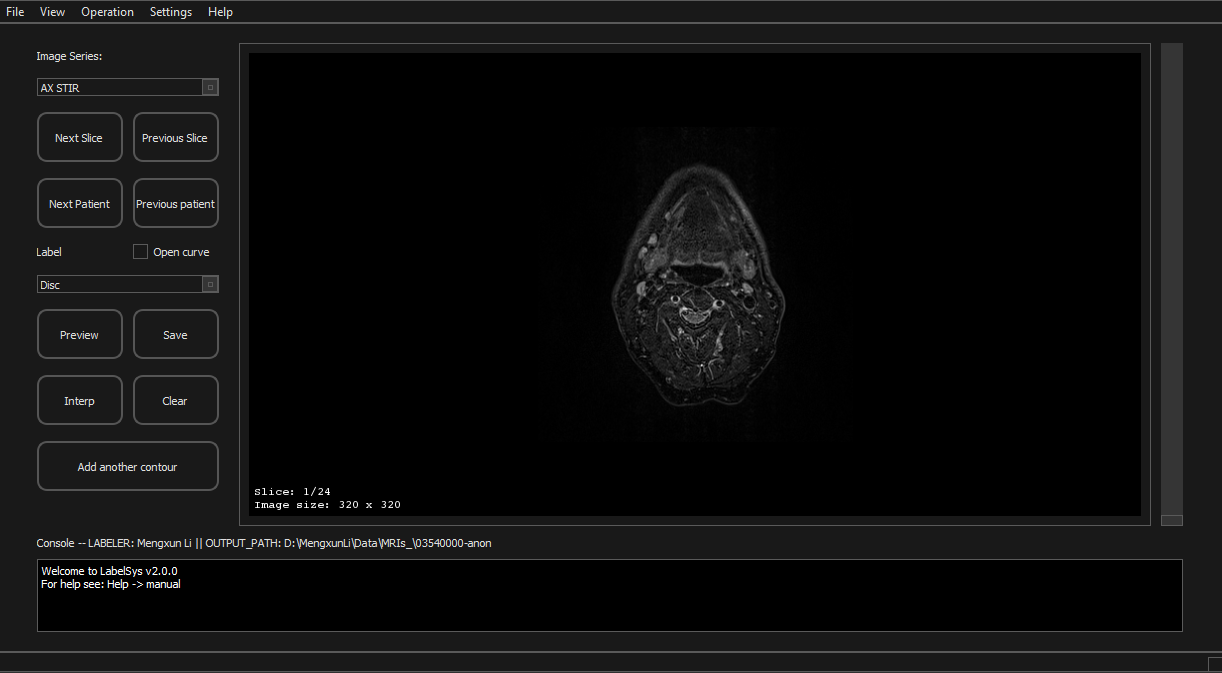 File View Operation Settings Help
Image Series:
AX STIR
Next Slice Previous Slice
Next Patient Previous patient
Label Open curve
Disc
Preview Save
Interp Clear
Add another contour
Slice: 1/24
Image size: 320 x 320
Console -- LABELER: Mengxun Li || OUTPUT_PATH: D:\MengxunLi\Data\MRIs_\03540000-anon
Welcome to LabelSys v2.0.0
For help see: Help -> manual